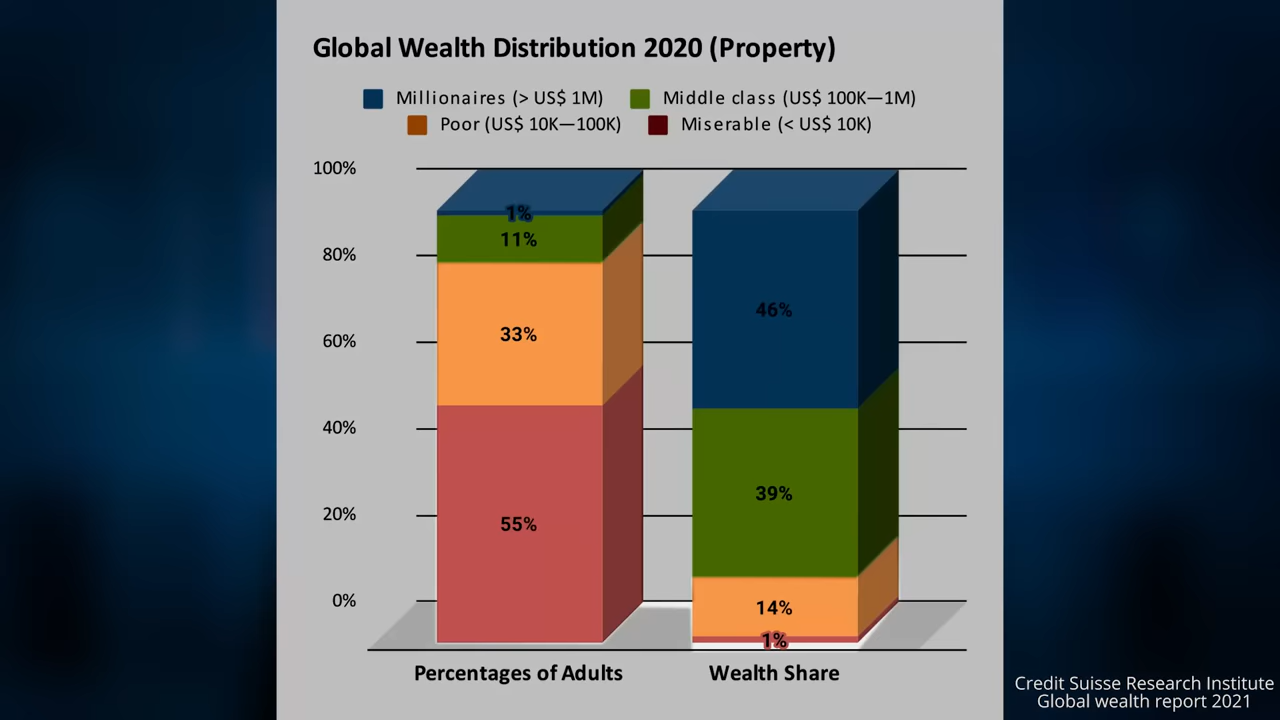 Global Wealth Distribution 2020 (Property)
Millionaires (> US$ 1M) Middle class (US$ 100K—1M)
Poor (US$ 10K—100K) Miserable (< US$ 10K)
100%
1%
11%
80%
46%
33%
60%
40%
39%
20%
55%
0%
14%
1%
Percentages of Adults Wealth Share
Credit Suisse Research Institute
Global wealth report 2021